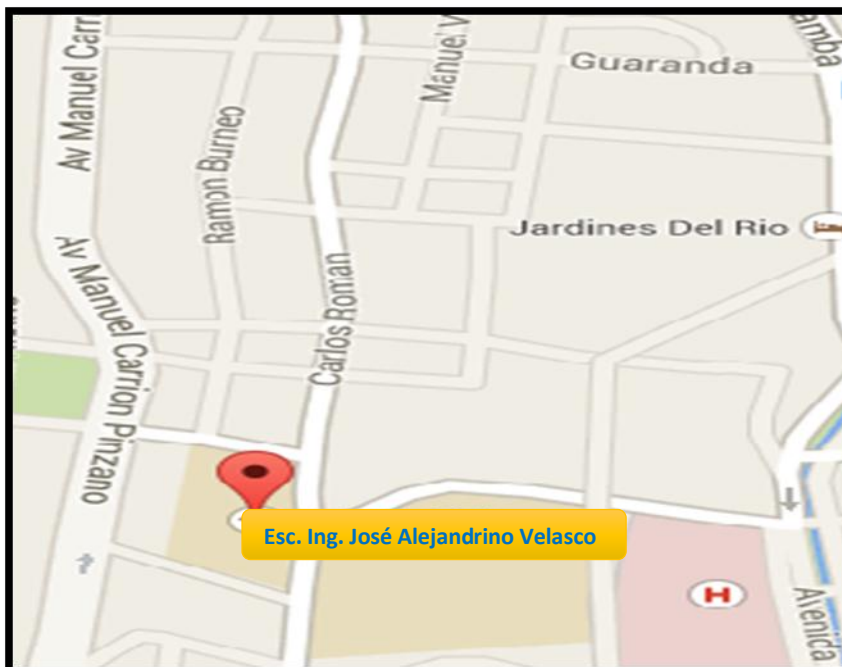 Av Manuel Carr
Manuel V
Guaranda
Ramon Burneo
Jardines Del Rio
Av Manuel Carrion Pinzano
Carlos Roman
Esc. Ing. José Alejandrino Velasco
H
Avenida